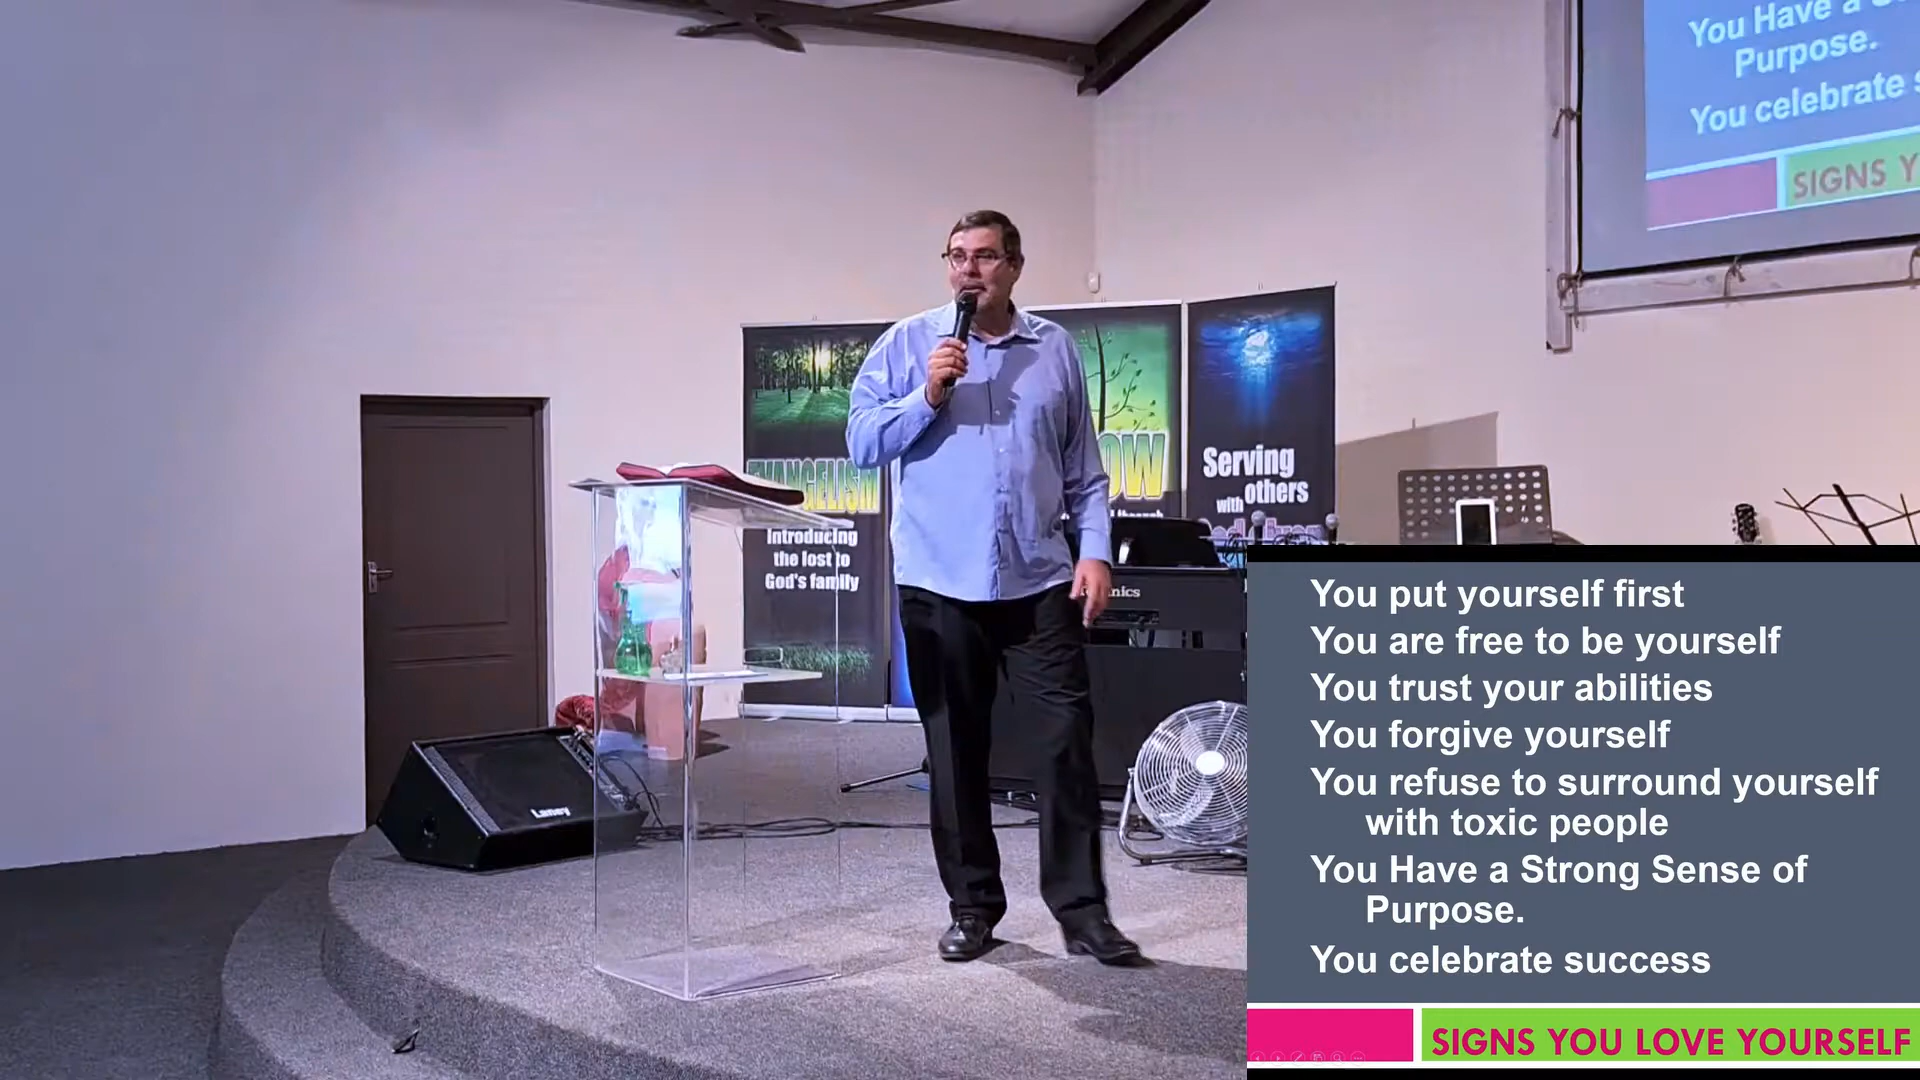 You Have a
Purpose.
You celebrate
SIGNS Y
EVANGELISM
Introducing
the lost to
God's family
OW
Serving
with others
Laney
You put yourself first
You are free to be yourself
You trust your abilities
You forgive yourself
You refuse to surround yourself
with toxic people
You Have a Strong Sense of
Purpose.
You celebrate success
SIGNS YOU LOVE YOURSELF